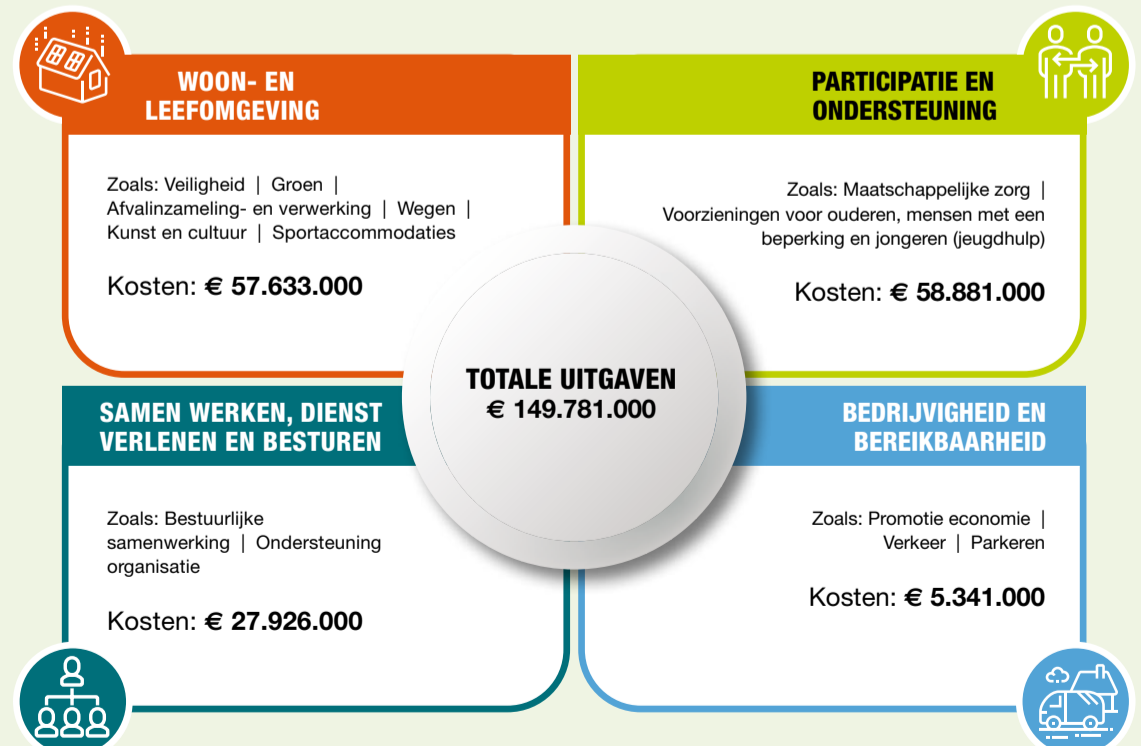 WOON- EN
LEEFOMGEVING
Zoals: Veiligheid | Groen |
Afvalinzameling- en verwerking | Wegen |
Kunst en cultuur | Sportaccommodaties
Kosten: € 57.633.000
PARTICIPATIE EN
ONDERSTEUNING
Zoals: Maatschappelijke zorg |
Voorzieningen voor ouderen, mensen met een
beperking en jongeren (jeugdhulp)
Kosten: € 58.881.000
TOTALE UITGAVEN
€ 149.781.000
SAMEN WERKEN, DIENST
VERLENEN EN BESTUREN
Zoals: Bestuurlijke
samenwerking | Ondersteuning
organisatie
Kosten: € 27.926.000
BEDRIJVIGHEID EN
BEREIKBAARHEID
Zoals: Promotie economie |
Verkeer | Parkeren
Kosten: € 5.341.000